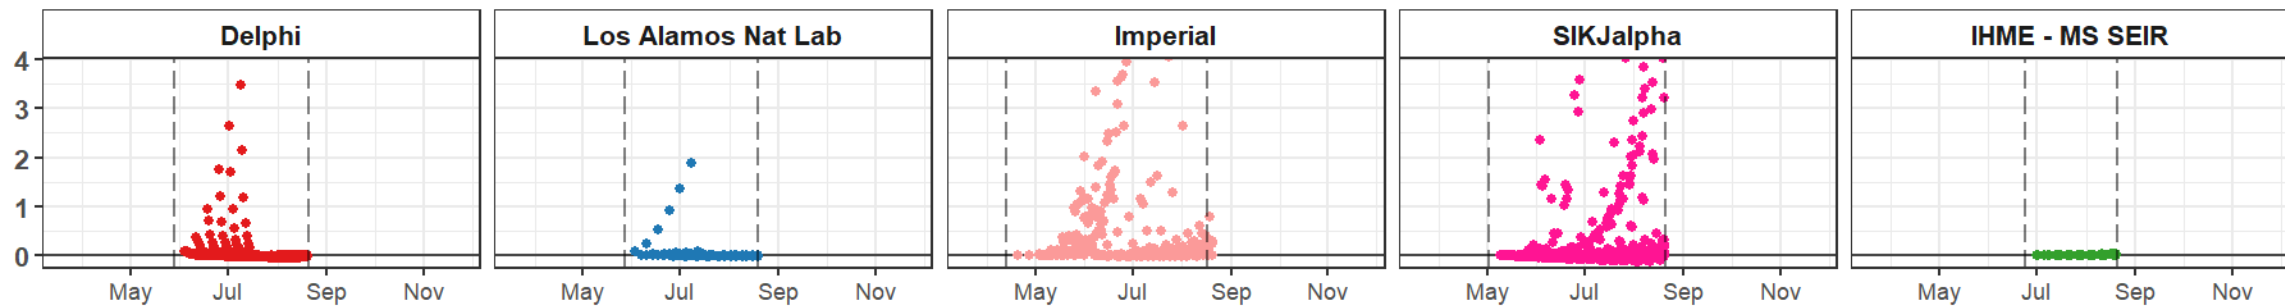 Delphi Los Alamos Nat Lab Imperial SIKJalpha IHME - MS SEIR
4
3
2
1
0
May Jul Sep Nov May Jul Sep Nov May Jul Sep Nov May Jul Sep Nov May Jul Sep Nov